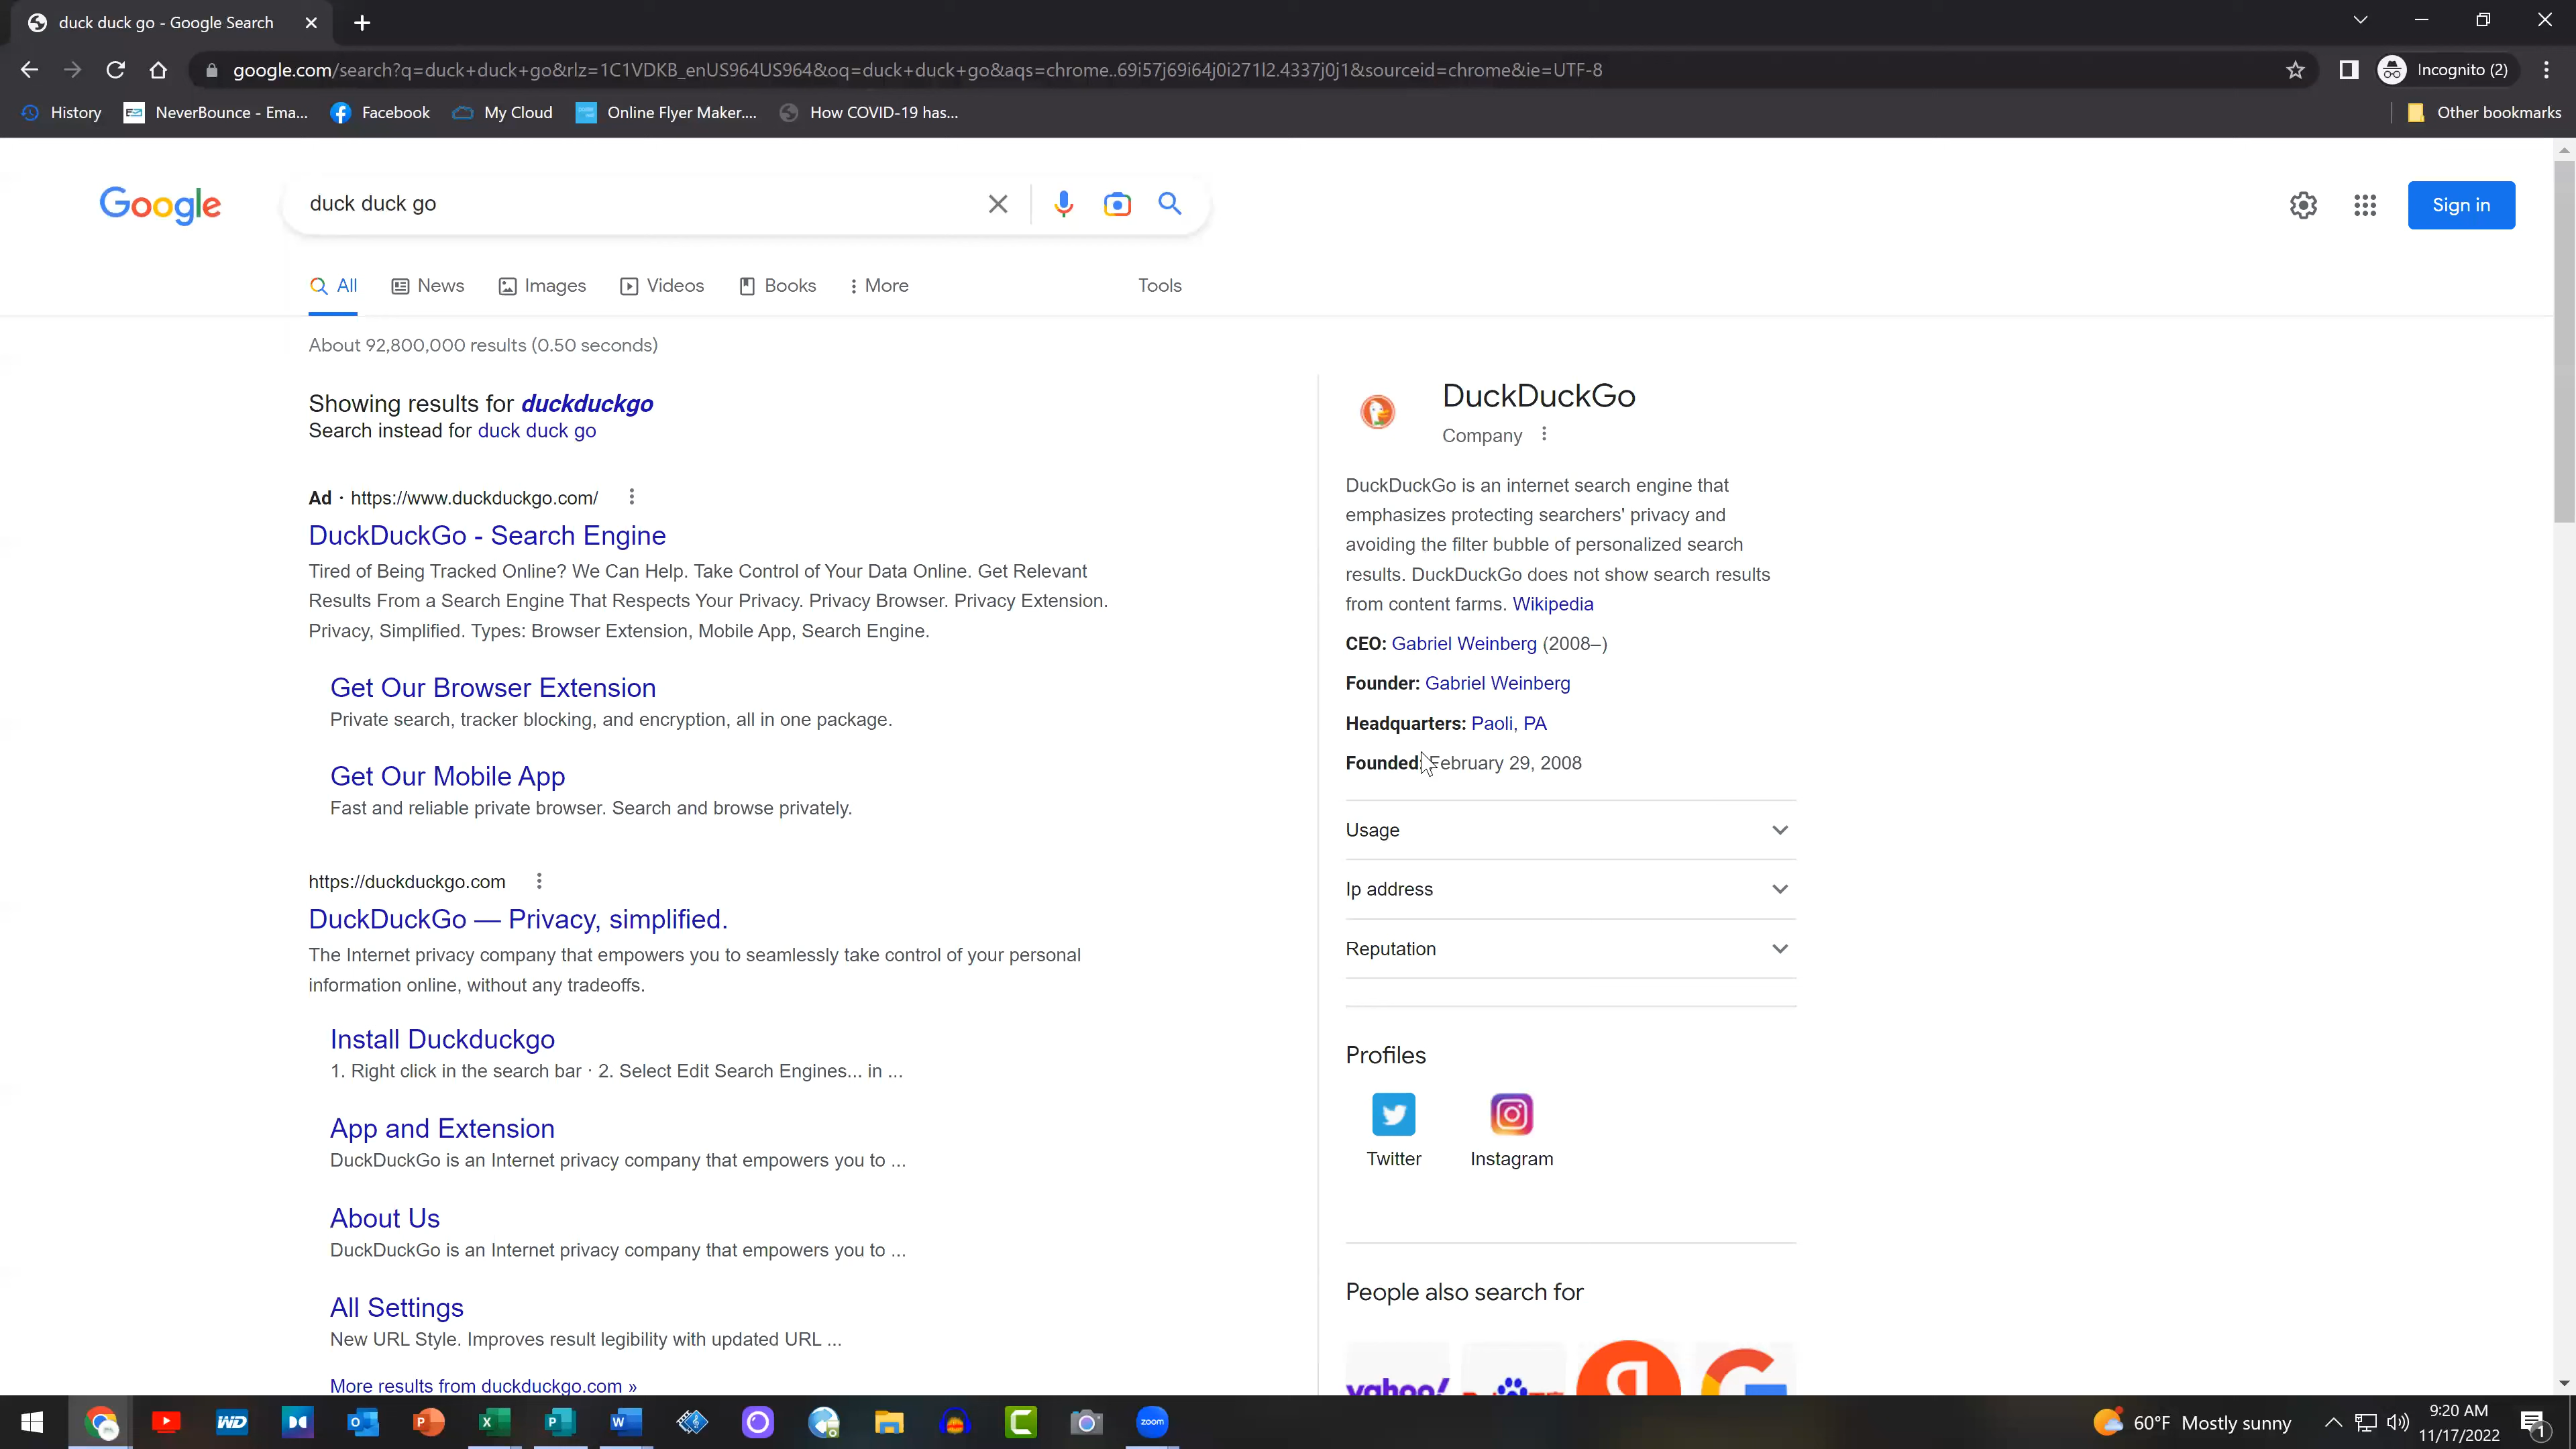 duck duck go - Google Search
google.com/search?q=duck+duck+go&rlz=1C1VDKB_enUS964US964&oq=duck+duck+go&aqs=chrome..69i57j69i64j0i271l2.4337j0j1&sourceid=chrome&ie=UTF-8
Incognito (2)
History
NeverBounce - Ema...
Facebook
My Cloud
Online Flyer Maker....
How COVID-19 has...
Other bookmarks
Google
duck duck go
Sign in
All
News
Images
Videos
Books
More
Tools
About 92,800,000 results (0.50 seconds)
Showing results for duckduckgo
Search instead for duck duck go
Ad · https://www.duckduckgo.com/
DuckDuckGo - Search Engine
Tired of Being Tracked Online? We Can Help. Take Control of Your Data Online. Get Relevant
Results From a Search Engine That Respects Your Privacy. Privacy Browser. Privacy Extension.
Privacy, Simplified. Types: Browser Extension, Mobile App, Search Engine.
Get Our Browser Extension
Private search, tracker blocking, and encryption, all in one package.
Get Our Mobile App
Fast and reliable private browser. Search and browse privately.
https://duckduckgo.com
DuckDuckGo — Privacy, simplified.
The Internet privacy company that empowers you to seamlessly take control of your personal
information online, without any tradeoffs.
Install Duckduckgo
1. Right click in the search bar · 2. Select Edit Search Engines... in ...
App and Extension
DuckDuckGo is an Internet privacy company that empowers you to ...
About Us
DuckDuckGo is an Internet privacy company that empowers you to ...
All Settings
New URL Style. Improves result legibility with updated URL ...
More results from duckduckgo.com »
DuckDuckGo
Company
DuckDuckGo is an internet search engine that
emphasizes protecting searchers' privacy and
avoiding the filter bubble of personalized search
results. DuckDuckGo does not show search results
from content farms. Wikipedia
CEO: Gabriel Weinberg (2008–)
Founder: Gabriel Weinberg
Headquarters: Paoli, PA
Founded: February 29, 2008
Usage
Ip address
Reputation
Profiles
Twitter
Instagram
People also search for
yahoo!
WD
zoom
60°F Mostly sunny
9:20 AM
11/17/2022
1